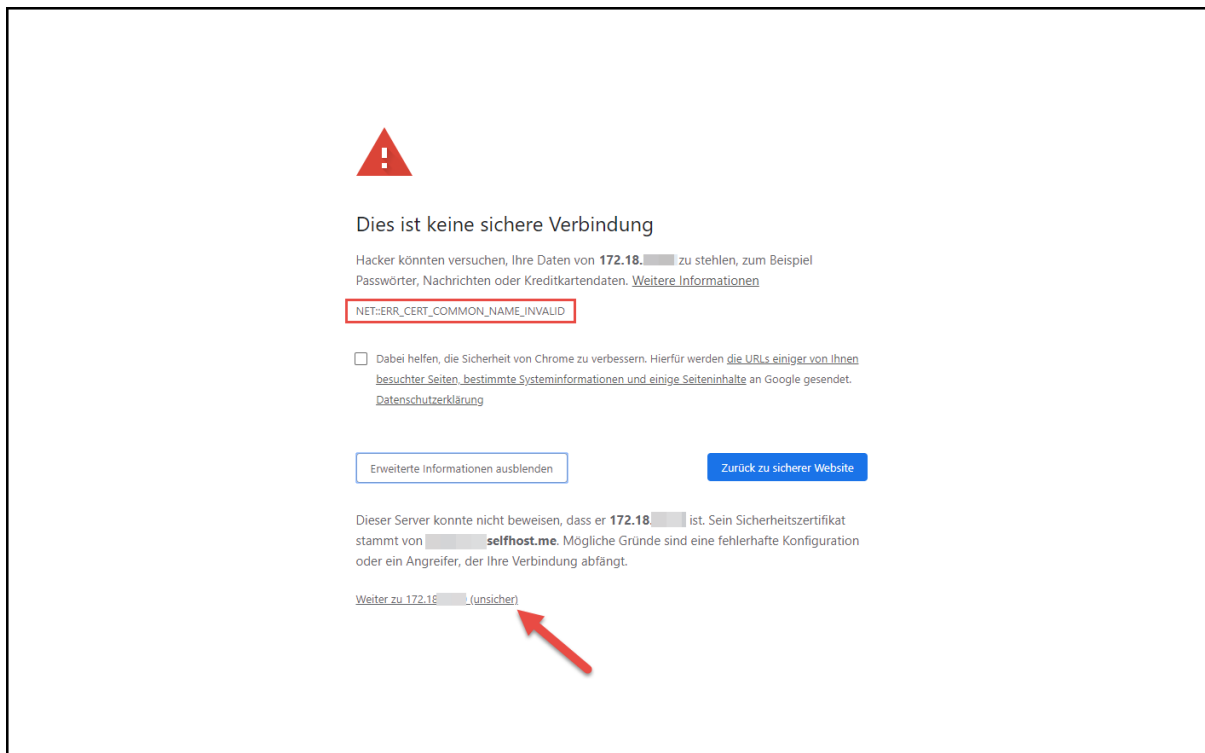 Dies ist keine sichere Verbindung
Hacker könnten versuchen, Ihre Daten von 172.18. zu stehlen, zum Beispiel
Passwörter, Nachrichten oder Kreditkartendaten. Weitere Informationen
NET::ERR_CERT_COMMON_NAME_INVALID
Dabei helfen, die Sicherheit von Chrome zu verbessern. Hierfür werden die URLs einiger von Ihnen
besuchter Seiten, bestimmte Systeminformationen und einige Seiteninhalte an Google gesendet.
Datenschutzerklärung
Erweiterte Informationen ausblenden
Zurück zu sicherer Website
Dieser Server konnte nicht beweisen, dass er 172.18. ist. Sein Sicherheitszertifikat
stammt von selfhost.me. Mögliche Gründe sind eine fehlerhafte Konfiguration
oder ein Angreifer, der Ihre Verbindung abfängt.
Weiter zu 172.18 (unsicher)